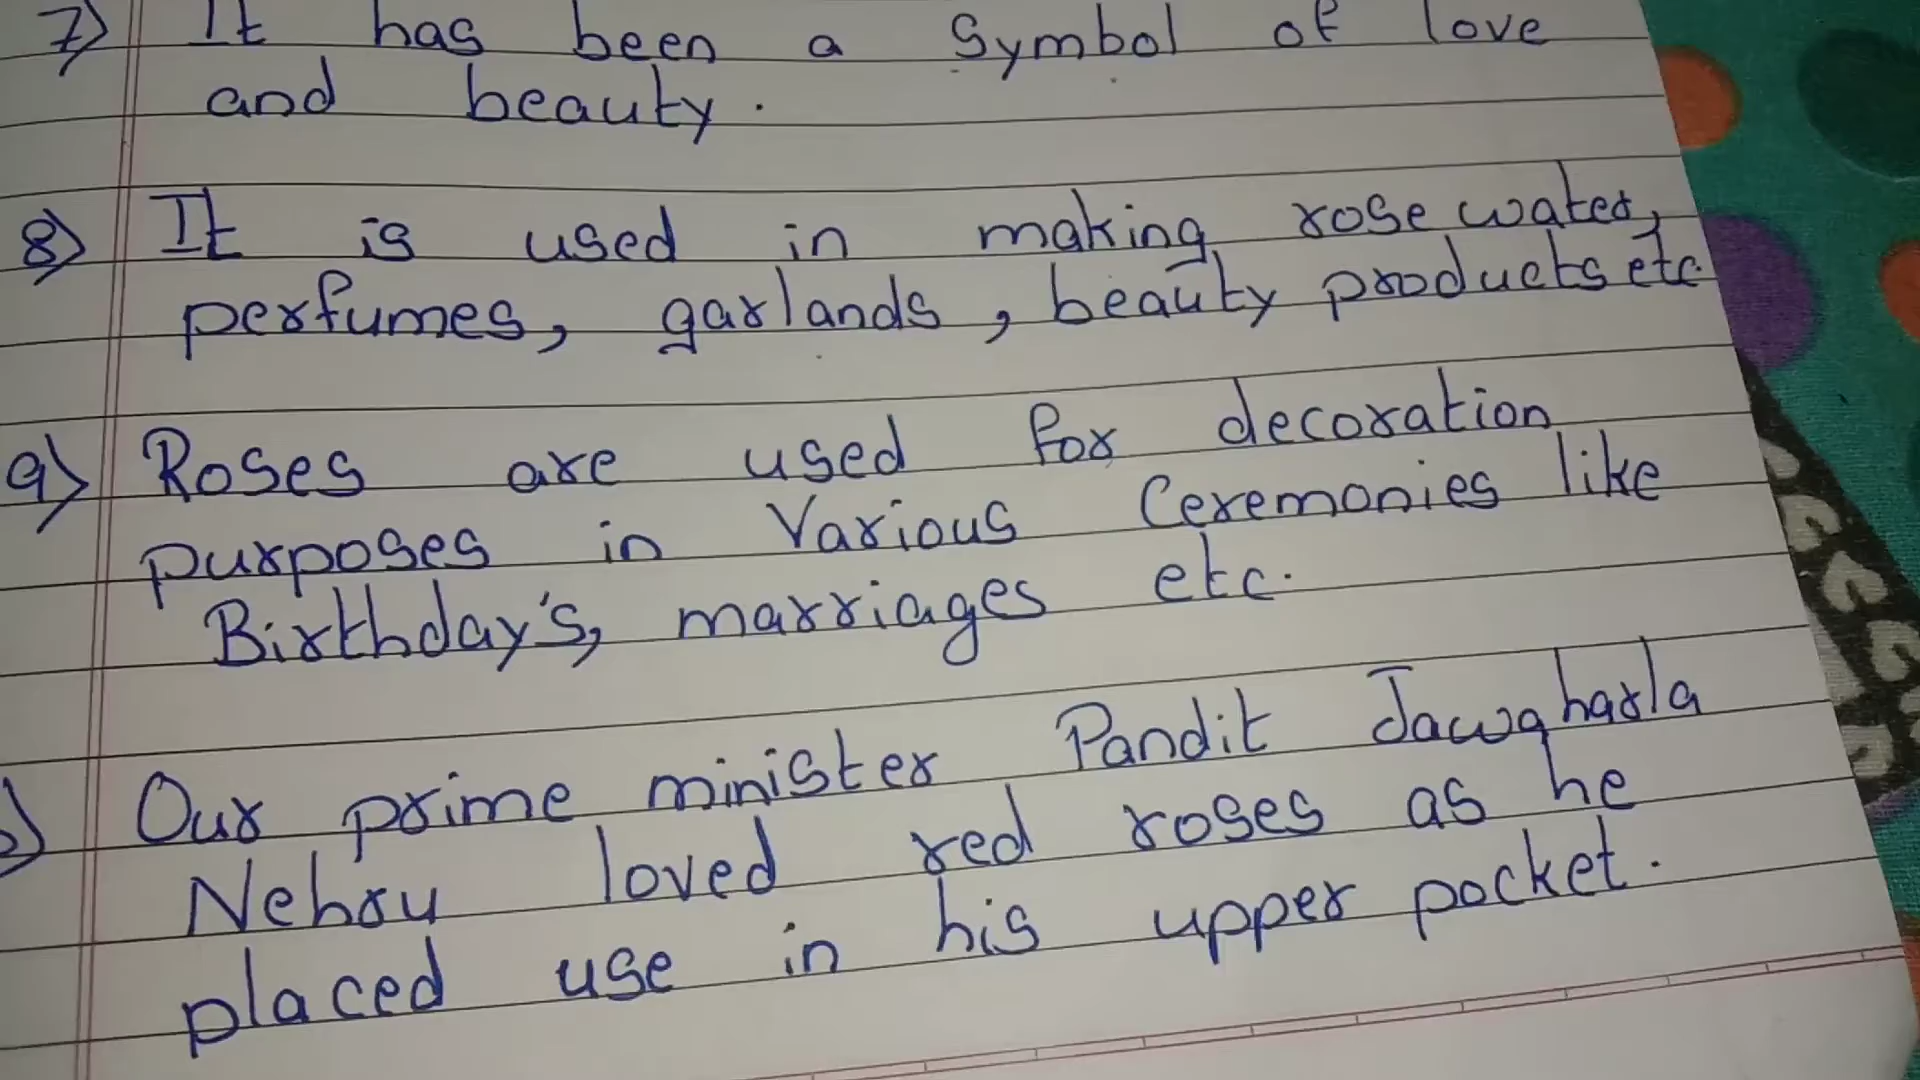 7) It has been a Symbol of love
and beauty.
8) It is used in making rose water,
perfumes, garlands, beauty products etc.
9) Roses are used for decoration
purposes in Various Ceremonies like
Birthday's, marriages etc.
) Our prime minister Pandit Jawaharla
Nehru loved red roses as he
placed use in his upper pocket.